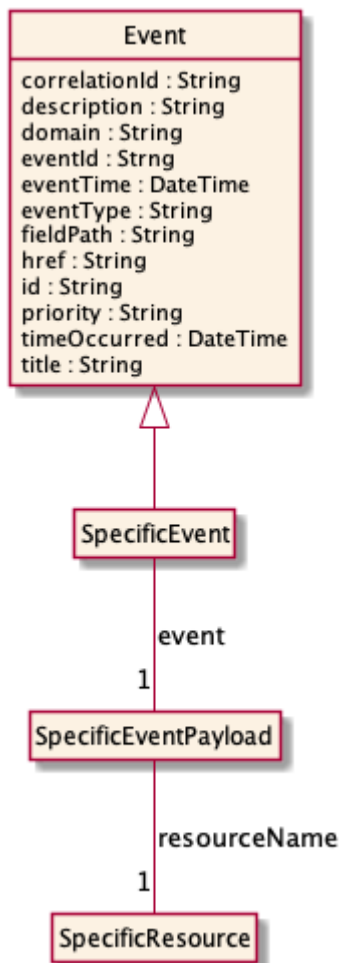 Event
correlationId : String
description : String
domain : String
eventId : Strng
eventTime : DateTime
eventType : String
fieldPath : String
href : String
id : String
priority : String
timeOccurred : DateTime
title : String
SpecificEvent
event
1
SpecificEventPayload
resourceName
1
SpecificResource